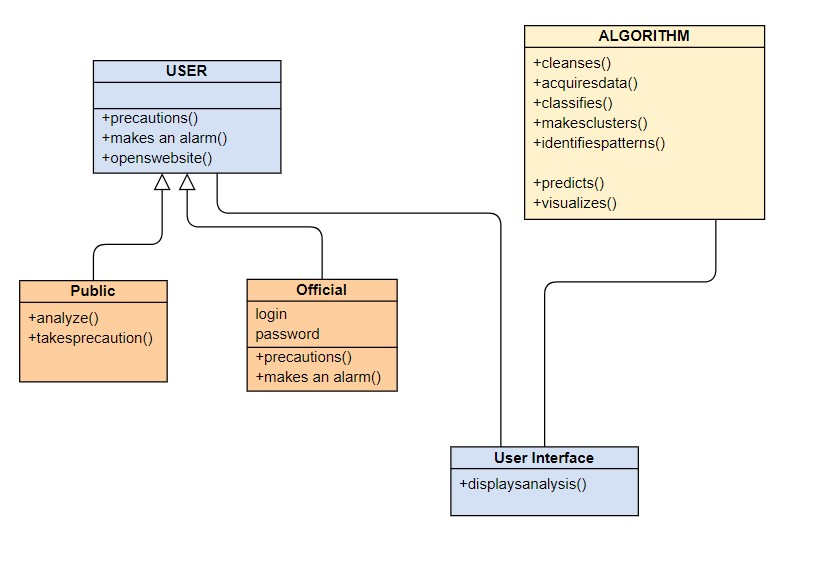 USER
+precautions()
+makes an alarm()
+openswebsite()
ALGORITHM
+cleanses()
+acquiresdata()
+classifies()
+makesclusters()
+identifiespatterns()
+predicts()
+visualizes()
Public
+analyze()
+takesprecaution()
Official
login
password
+precautions()
+makes an alarm()
User Interface
+displaysanalysis()